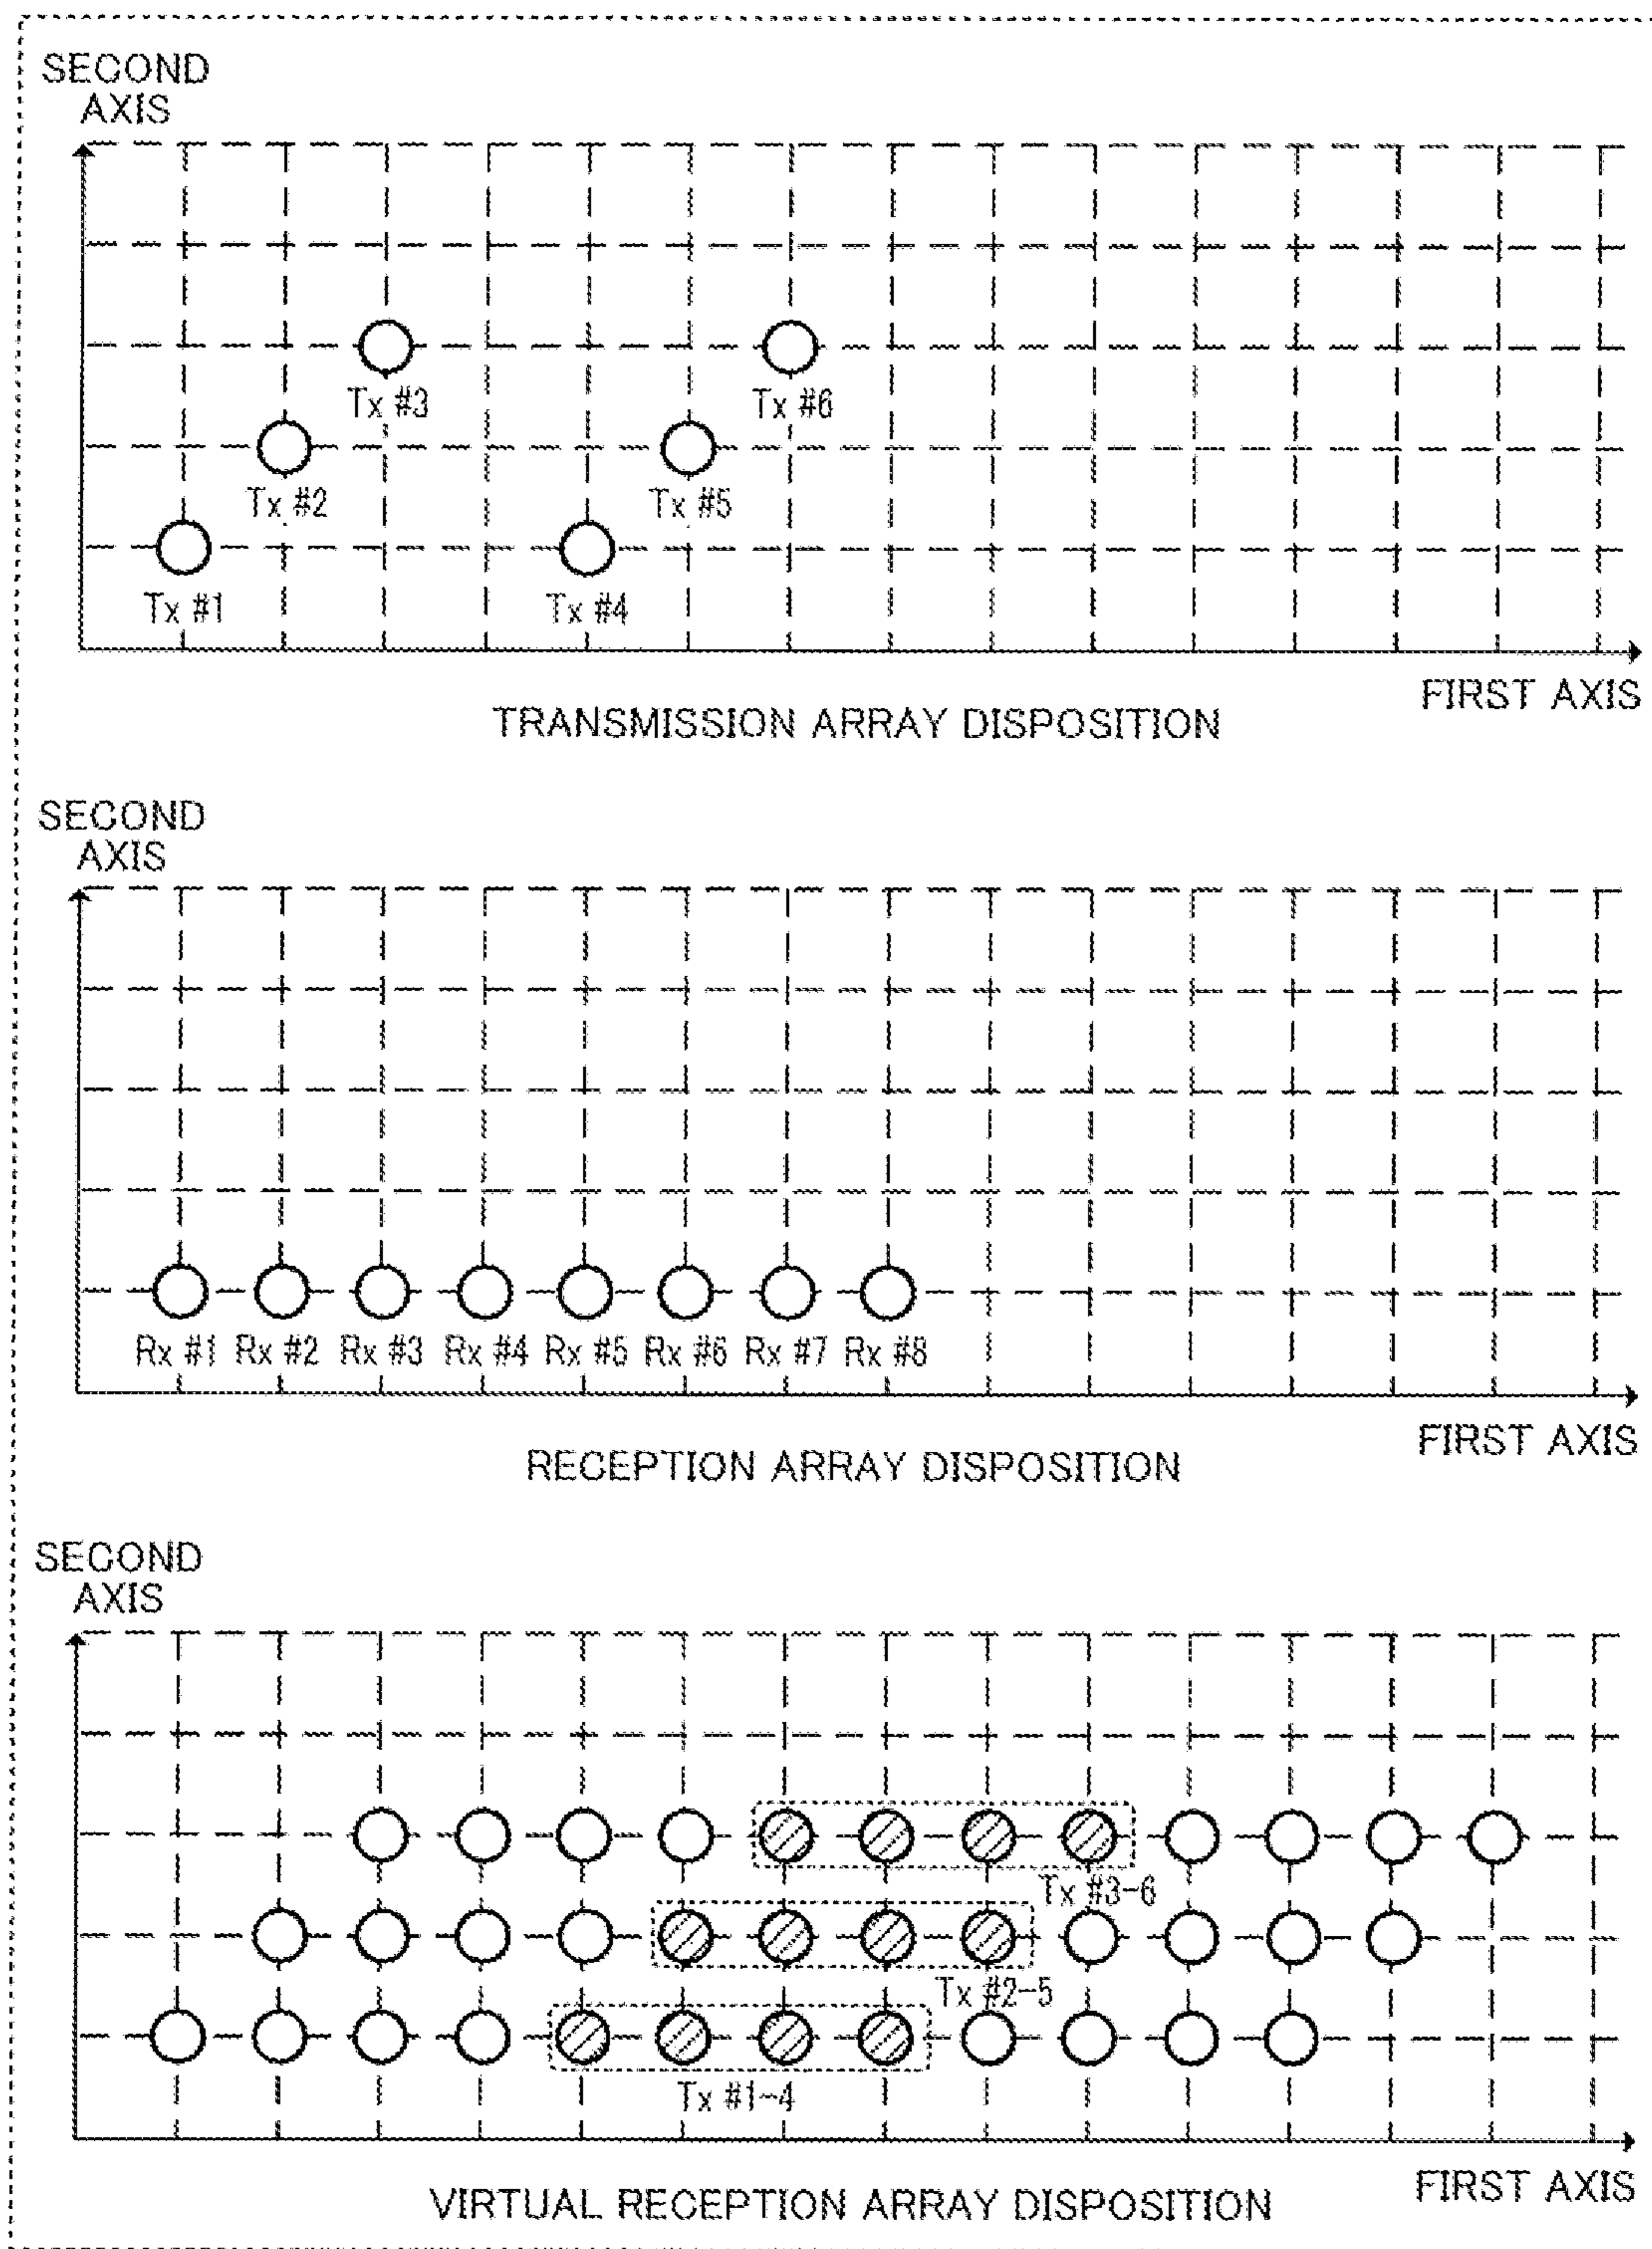 SECOND
AXIS
Tx #3
Tx #6
Tx #2
Tx #5
Tx #1
Tx #4
FIRST AXIS
TRANSMISSION ARRAY DISPOSITION
SECOND
AXIS
Rx #1 Rx #2 Rx #3 Rx #4 Rx #5 Rx #6 Rx #7 Rx #8
FIRST AXIS
RECEPTION ARRAY DISPOSITION
SECOND
AXIS
Tx #3-6
Tx #2-5
Tx #1-4
FIRST AXIS
VIRTUAL RECEPTION ARRAY DISPOSITION